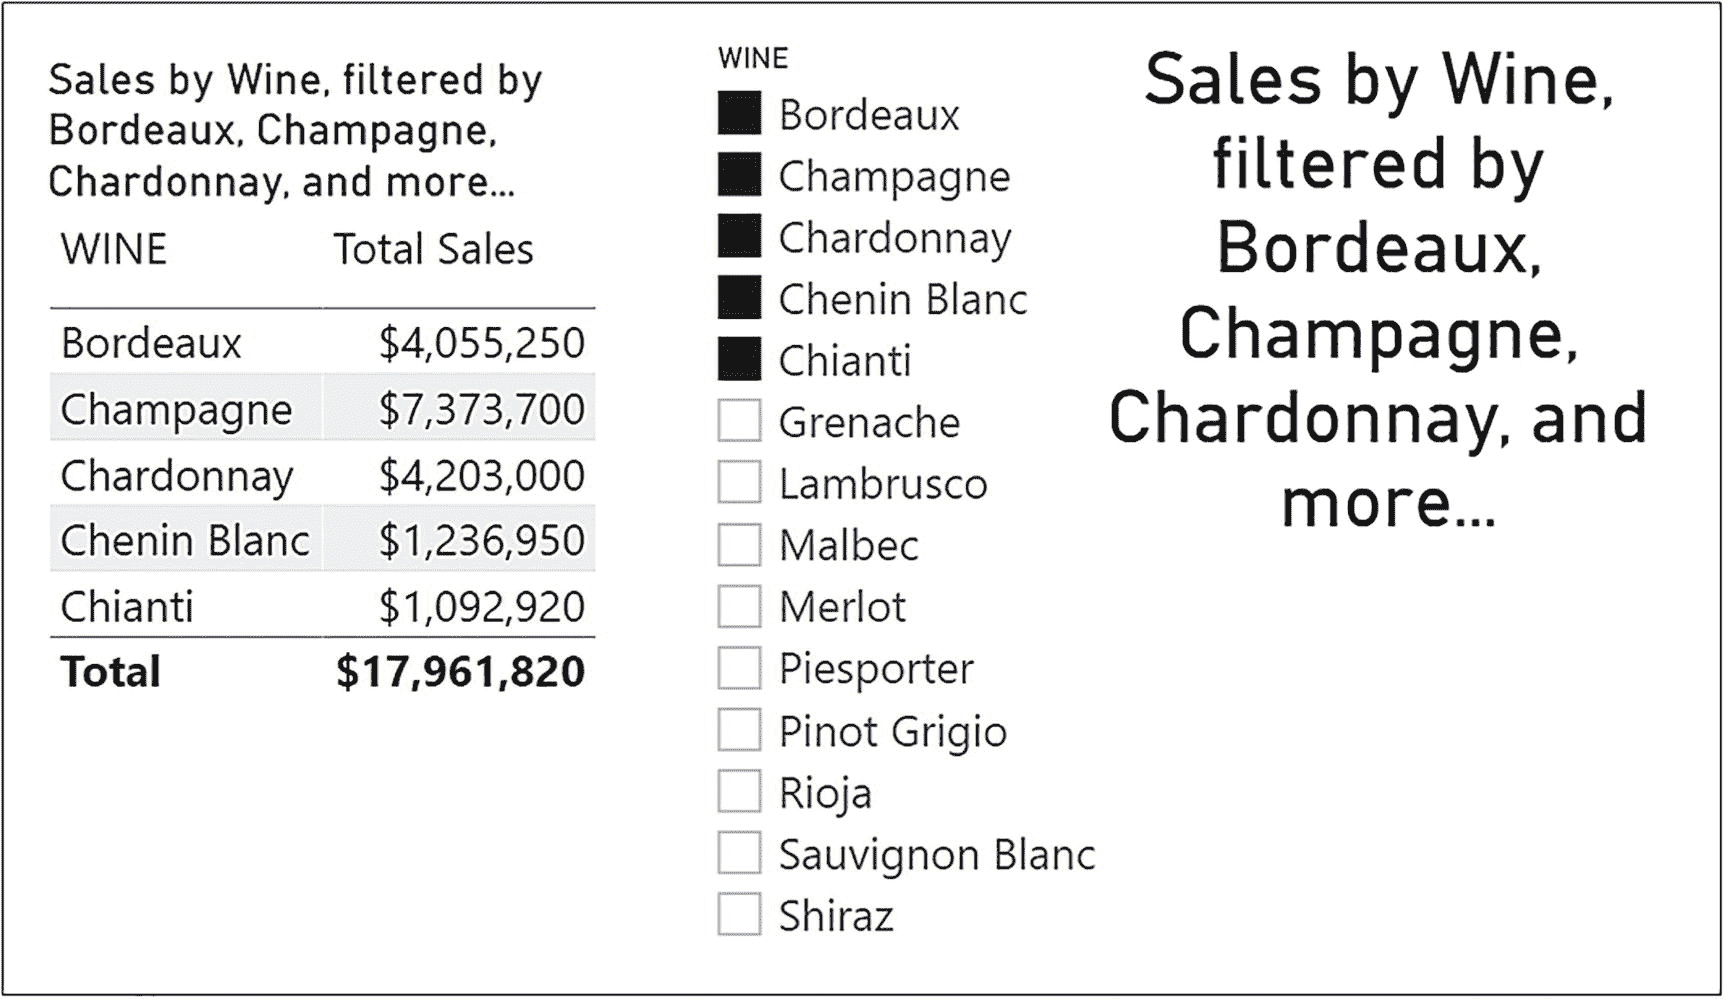 Sales by Wine, filtered by
Bordeaux, Champagne,
Chardonnay, and more...
WINE Total Sales
Bordeaux $4,055,250
Champagne $7,373,700
Chardonnay $4,203,000
Chenin Blanc $1,236,950
Chianti $1,092,920
Total $17,961,820
WINE
Bordeaux
Champagne
Chardonnay
Chenin Blanc
Chianti
Grenache
Lambrusco
Malbec
Merlot
Piesporter
Pinot Grigio
Rioja
Sauvignon Blanc
Shiraz
Sales by Wine,
filtered by
Bordeaux,
Champagne,
Chardonnay, and
more...